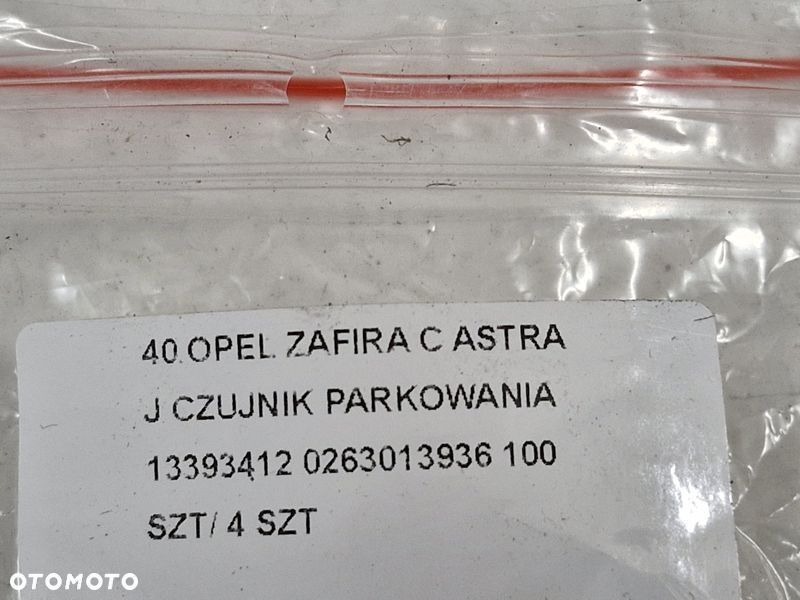 40 OPEL ZAFIRA C ASTRA
J CZUJNIK PARKOWANIA
13393412 0263013936 100
SZT/ 4 SZT
OTOMOTO